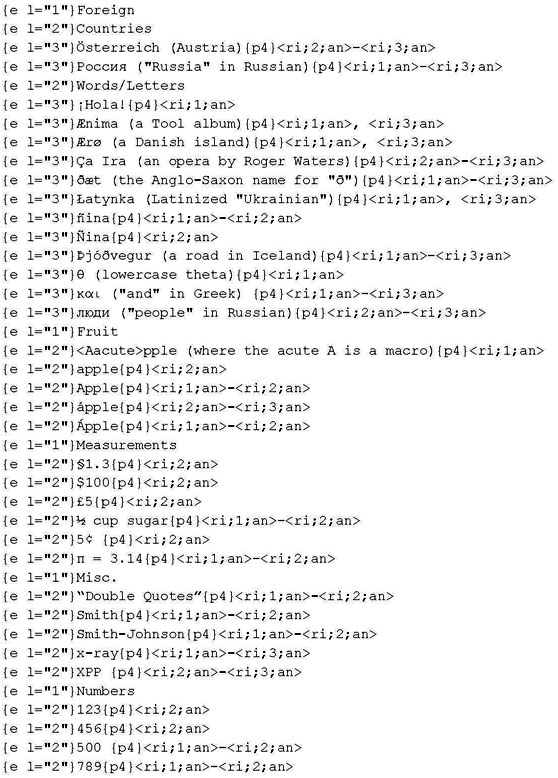 {e l="1"}Foreign
{e l="2"}Countries
{e l="3"}Österreich (Austria){p4}<ri;2;an>-<ri;3;an>
{e l="3"}Россия ("Russia" in Russian){p4}<ri;1;an>-<ri;3;an>
{e l="2"}Words/Letters
{e l="3"}¡Hola!{p4}<ri;1;an>
{e l="3"}Ænima (a Tool album){p4}<ri;1;an>, <ri;3;an>
{e l="3"}Ærø (a Danish island){p4}<ri;1;an>, <ri;3;an>
{e l="3"}Ça Ira (an opera by Roger Waters){p4}<ri;2;an>-<ri;3;an>
{e l="3"}ðæt (the Anglo-Saxon name for "ð"){p4}<ri;1;an>-<ri;3;an>
{e l="3"}Łatynka (Latinized "Ukrainian"){p4}<ri;1;an>, <ri;3;an>
{e l="3"}ñina{p4}<ri;1;an>-<ri;2;an>
{e l="3"}Ñina{p4}<ri;2;an>
{e l="3"}Þjóðvegur (a road in Iceland){p4}<ri;1;an>-<ri;3;an>
{e l="3"}θ (lowercase theta){p4}<ri;1;an>
{e l="3"}και ("and" in Greek) {p4}<ri;1;an>-<ri;3;an>
{e l="3"}люди ("people" in Russian){p4}<ri;2;an>-<ri;3;an>
{e l="1"}Fruit
{e l="2"}<Aacute>pple (where the acute A is a macro){p4}<ri;1;an>
{e l="2"}apple{p4}<ri;2;an>
{e l="2"}Apple{p4}<ri;1;an>-<ri;2;an>
{e l="2"}ápple{p4}<ri;2;an>-<ri;3;an>
{e l="2"}Ápple{p4}<ri;1;an>-<ri;2;an>
{e l="1"}Measurements
{e l="2"}§1.3{p4}<ri;2;an>
{e l="2"}$100{p4}<ri;2;an>
{e l="2"}£5{p4}<ri;2;an>
{e l="2"}½ cup sugar{p4}<ri;1;an>-<ri;2;an>
{e l="2"}5¢ {p4}<ri;2;an>
{e l="2"}π = 3.14{p4}<ri;1;an>-<ri;2;an>
{e l="1"}Misc.
{e l="2"}“Double Quotes”{p4}<ri;1;an>-<ri;2;an>
{e l="2"}Smith{p4}<ri;1;an>-<ri;2;an>
{e l="2"}Smith-Johnson{p4}<ri;1;an>-<ri;2;an>
{e l="2"}x-ray{p4}<ri;1;an>-<ri;3;an>
{e l="2"}XPP {p4}<ri;2;an>-<ri;3;an>
{e l="1"}Numbers
{e l="2"}123{p4}<ri;2;an>
{e l="2"}456{p4}<ri;2;an>
{e l="2"}500 {p4}<ri;1;an>-<ri;2;an>
{e l="2"}789{p4}<ri;1;an>-<ri;2;an>